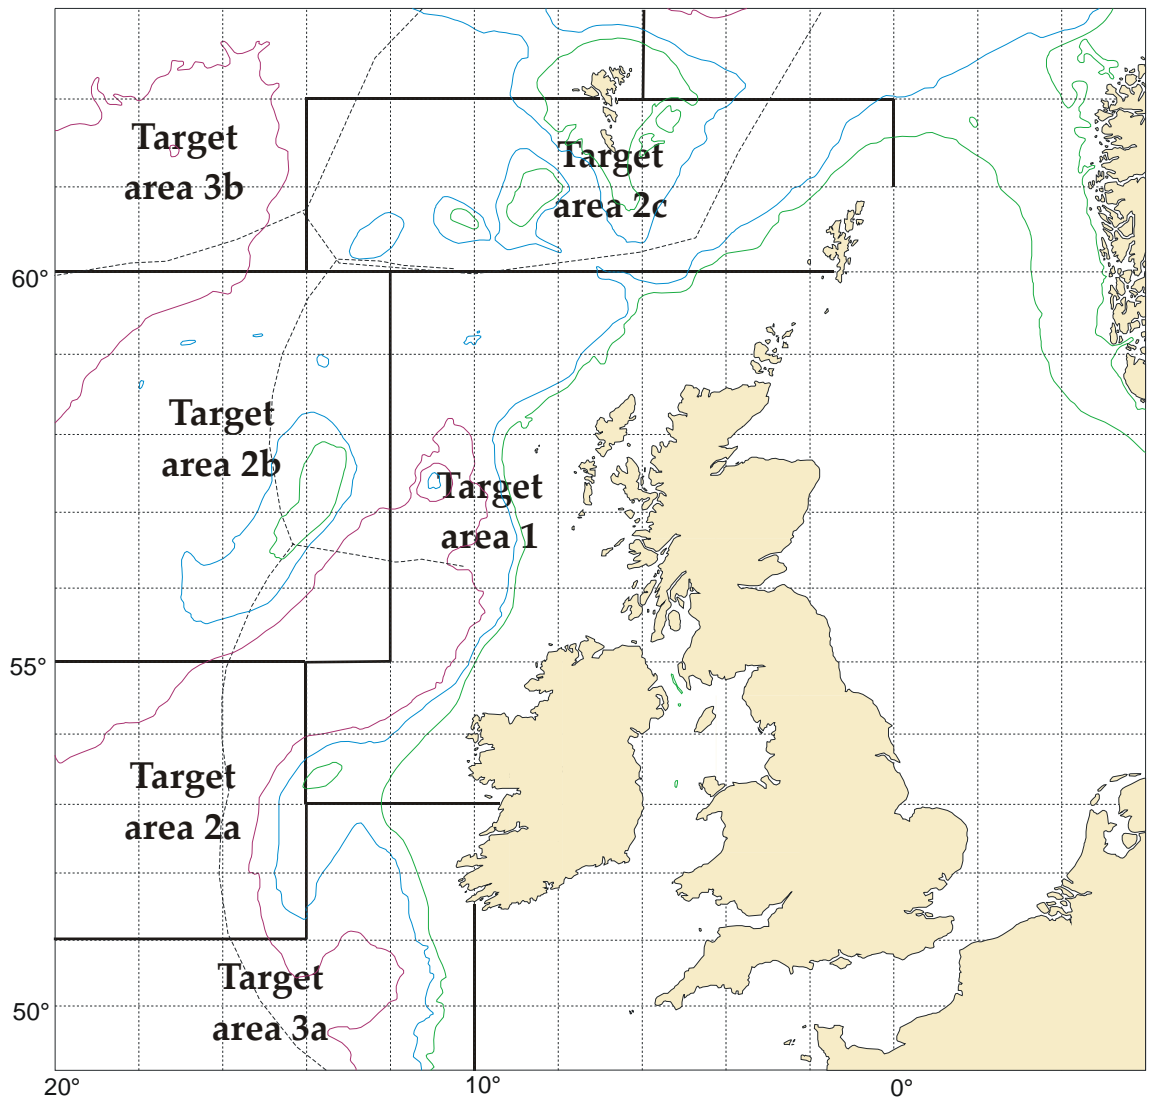 Target
area 3b
Target
area 2c
60°
Target
area 2b
Target
area 1
55°
Target
area 2a
Target
area 3a
50°
20°
10°
0°